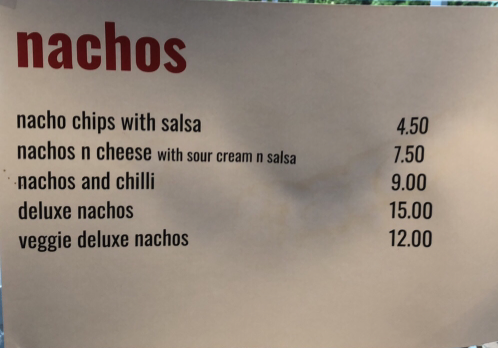 nachos
nacho chips with salsa 4.50
nachos n cheese with sour cream n salsa 7.50
nachos and chilli 9.00
deluxe nachos 15.00
veggie deluxe nachos 12.00